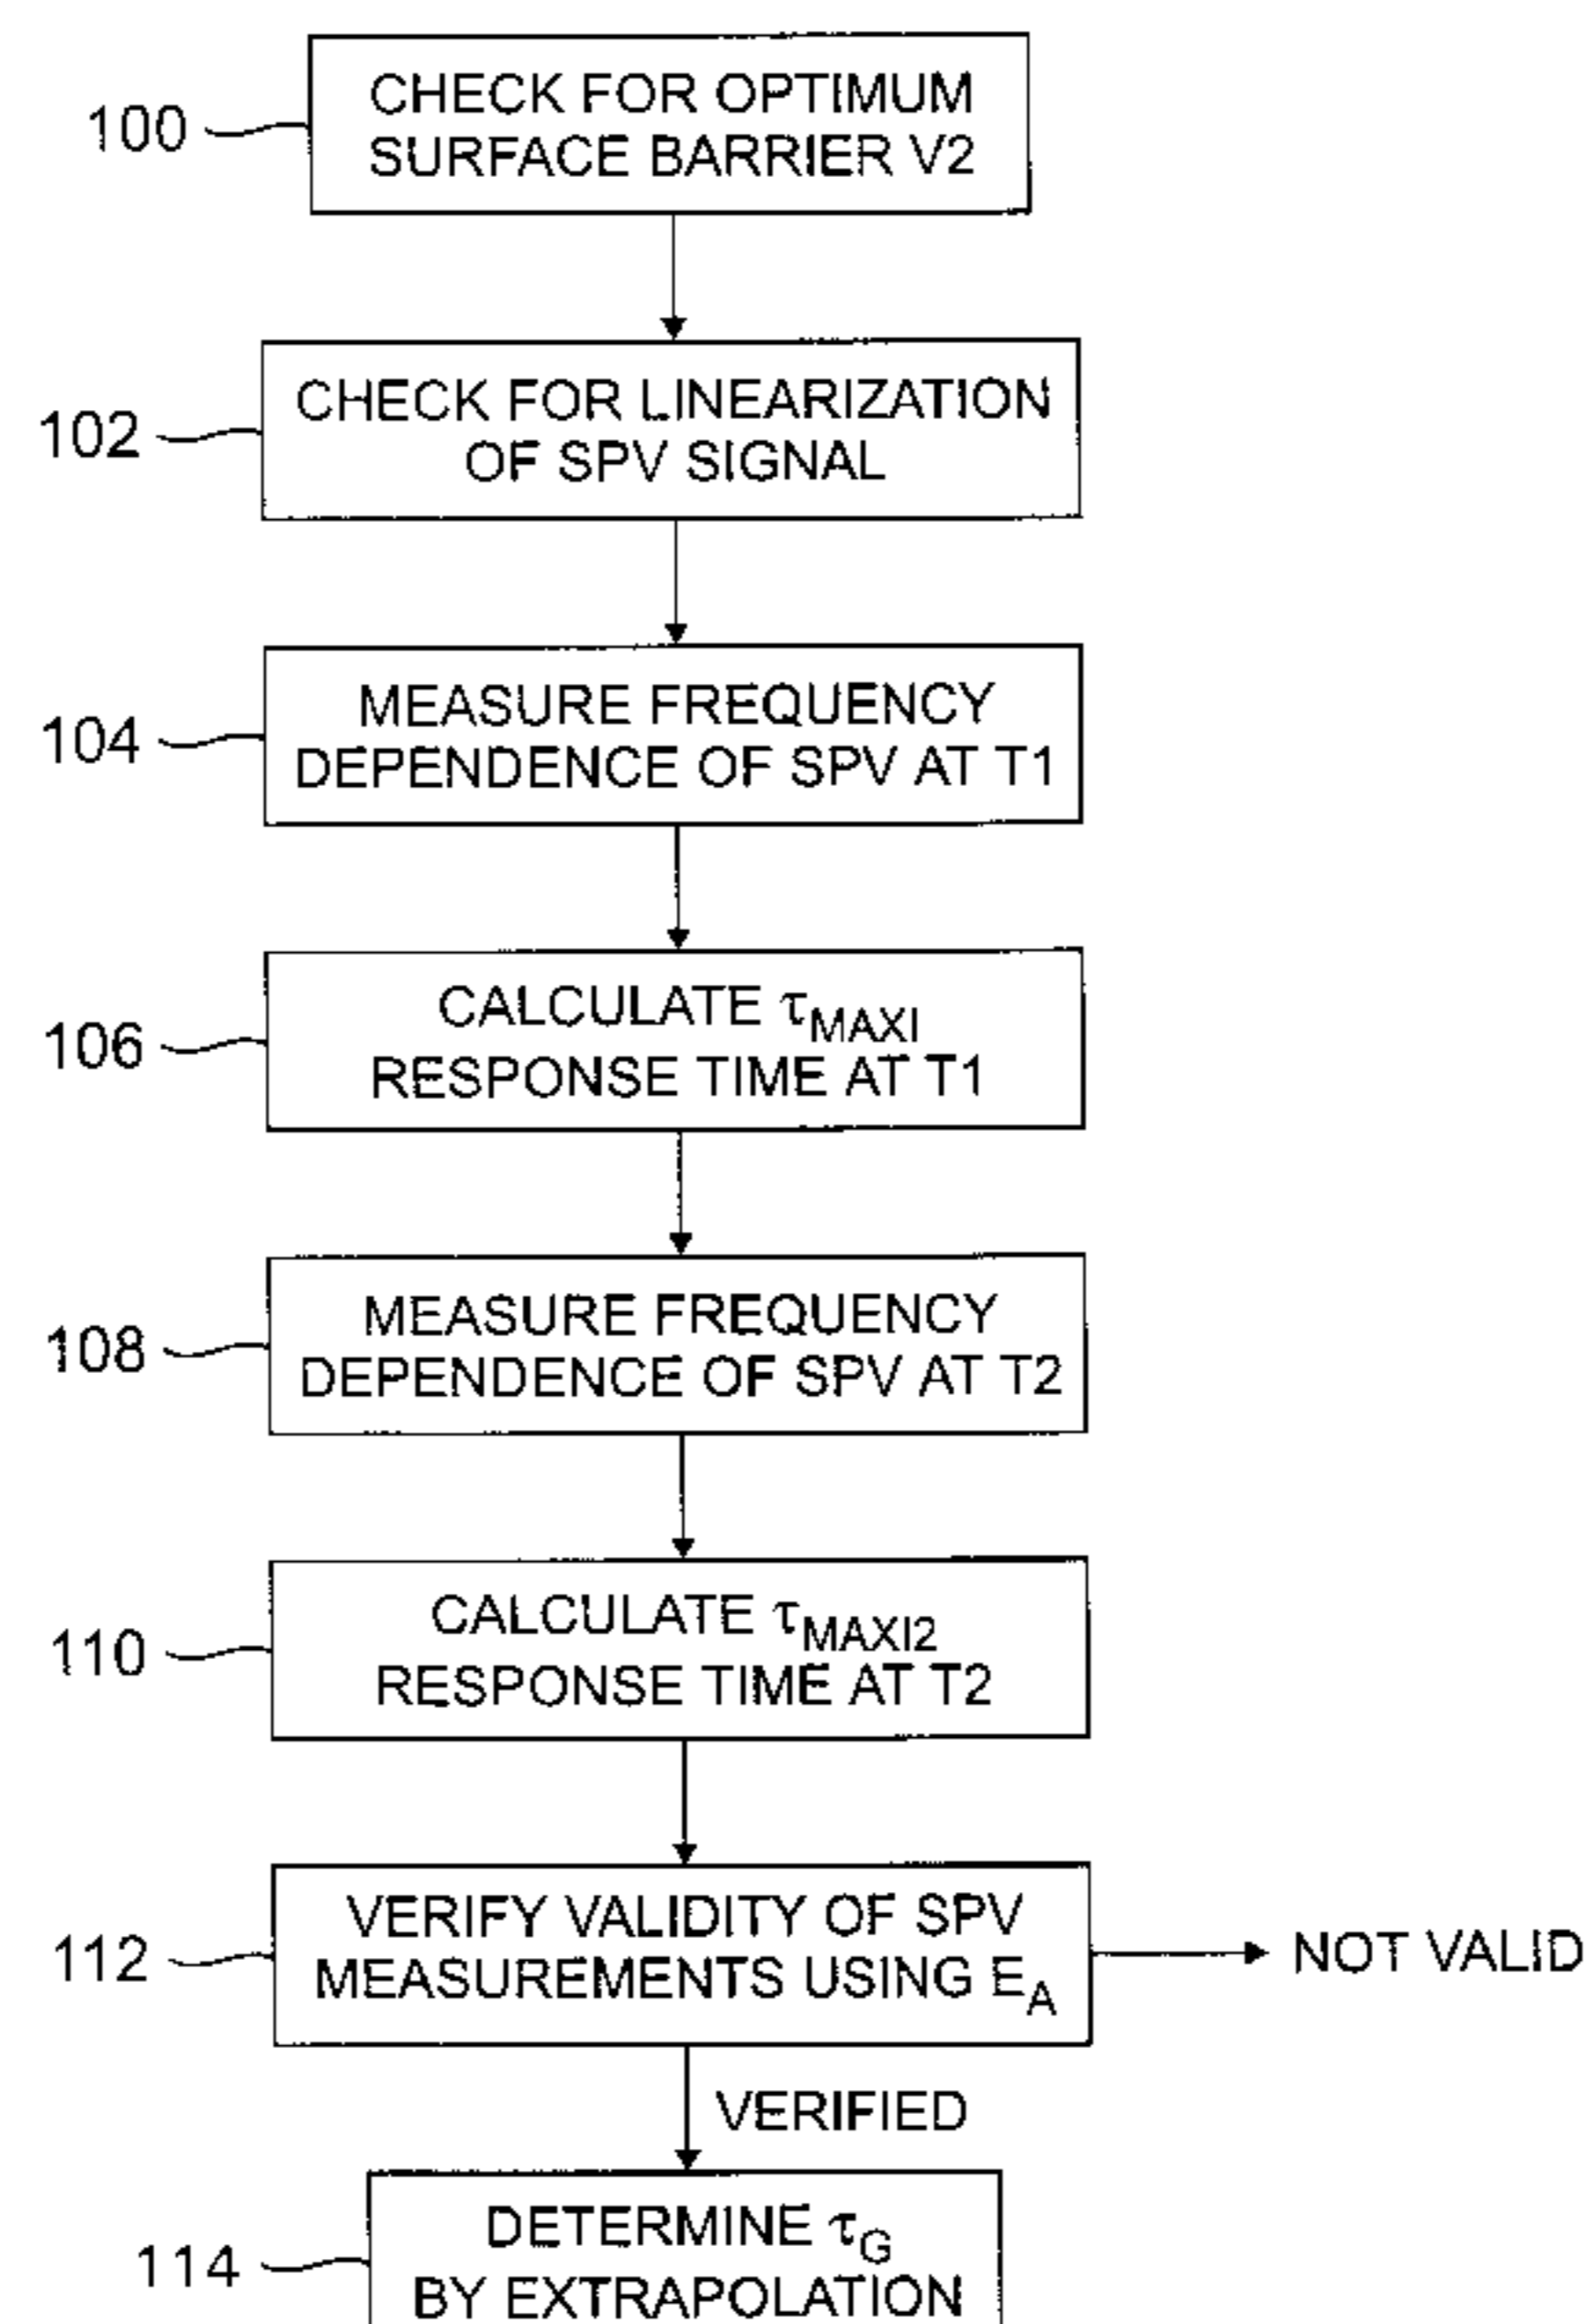 100
CHECK FOR OPTIMUM
SURFACE BARRIER V2
102
CHECK FOR LINEARIZATION
OF SPV SIGNAL
104
MEASURE FREQUENCY
DEPENDENCE OF SPV AT T1
106
CALCULATE τMAXI
RESPONSE TIME AT T1
108
MEASURE FREQUENCY
DEPENDENCE OF SPV AT T2
110
CALCULATE τMAXI2
RESPONSE TIME AT T2
112
VERIFY VALIDITY OF SPV
MEASUREMENTS USING EA
NOT VALID
VERIFIED
114
DETERMINE τG
BY EXTRAPOLATION